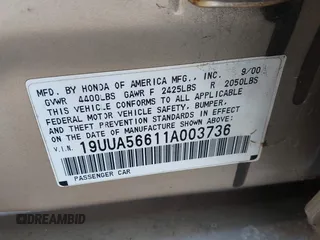 MFD. BY HONDA OF AMERICA MFG., INC. 9/00
GVWR 4400LBS GAWR F 2425LBS R 2050LBS
THIS VEHICLE CONFORMS TO ALL APPLICABLE
FEDERAL MOTOR VEHICLE SAFETY, BUMPER,
AND THEFT PREVENTION STANDARDS IN EFFECT
ON THE DATE OF MANUFACTURE SHOWN ABOVE.
V.I.N. 19UUA56611A003736
PASSENGER CAR
DREAMBID